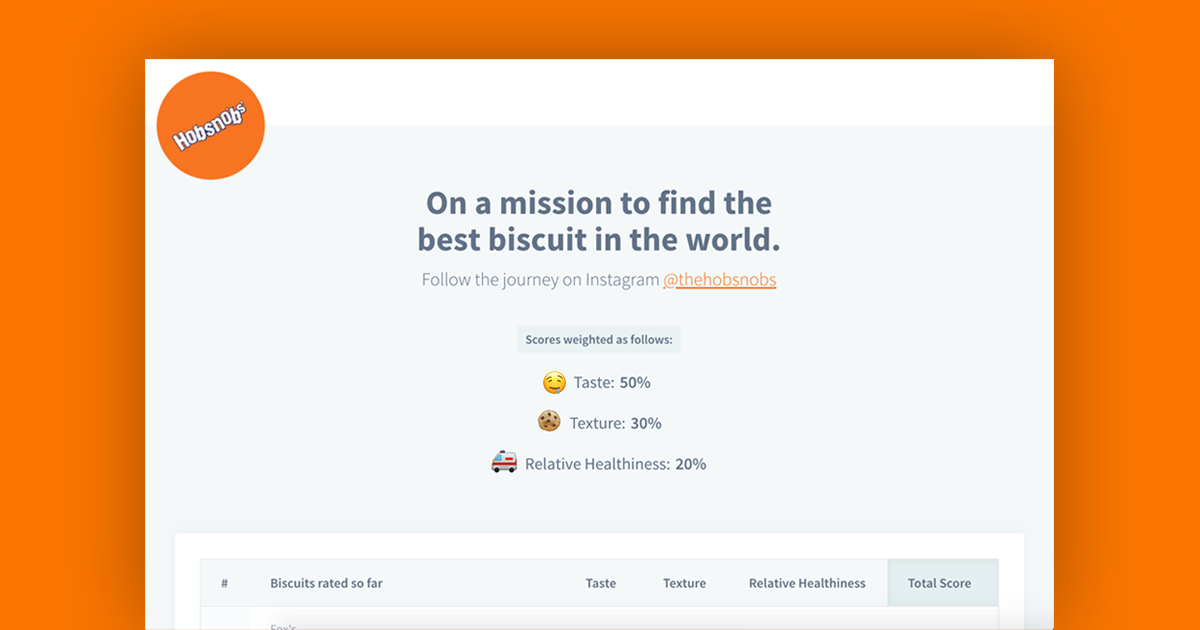 Hobsnobs
On a mission to find the
best biscuit in the world.
Follow the journey on Instagram @thehobsnobs
Scores weighted as follows:
Taste: 50%
Texture: 30%
Relative Healthiness: 20%
# Biscuits rated so far Taste Texture Relative Healthiness Total Score
Fox's